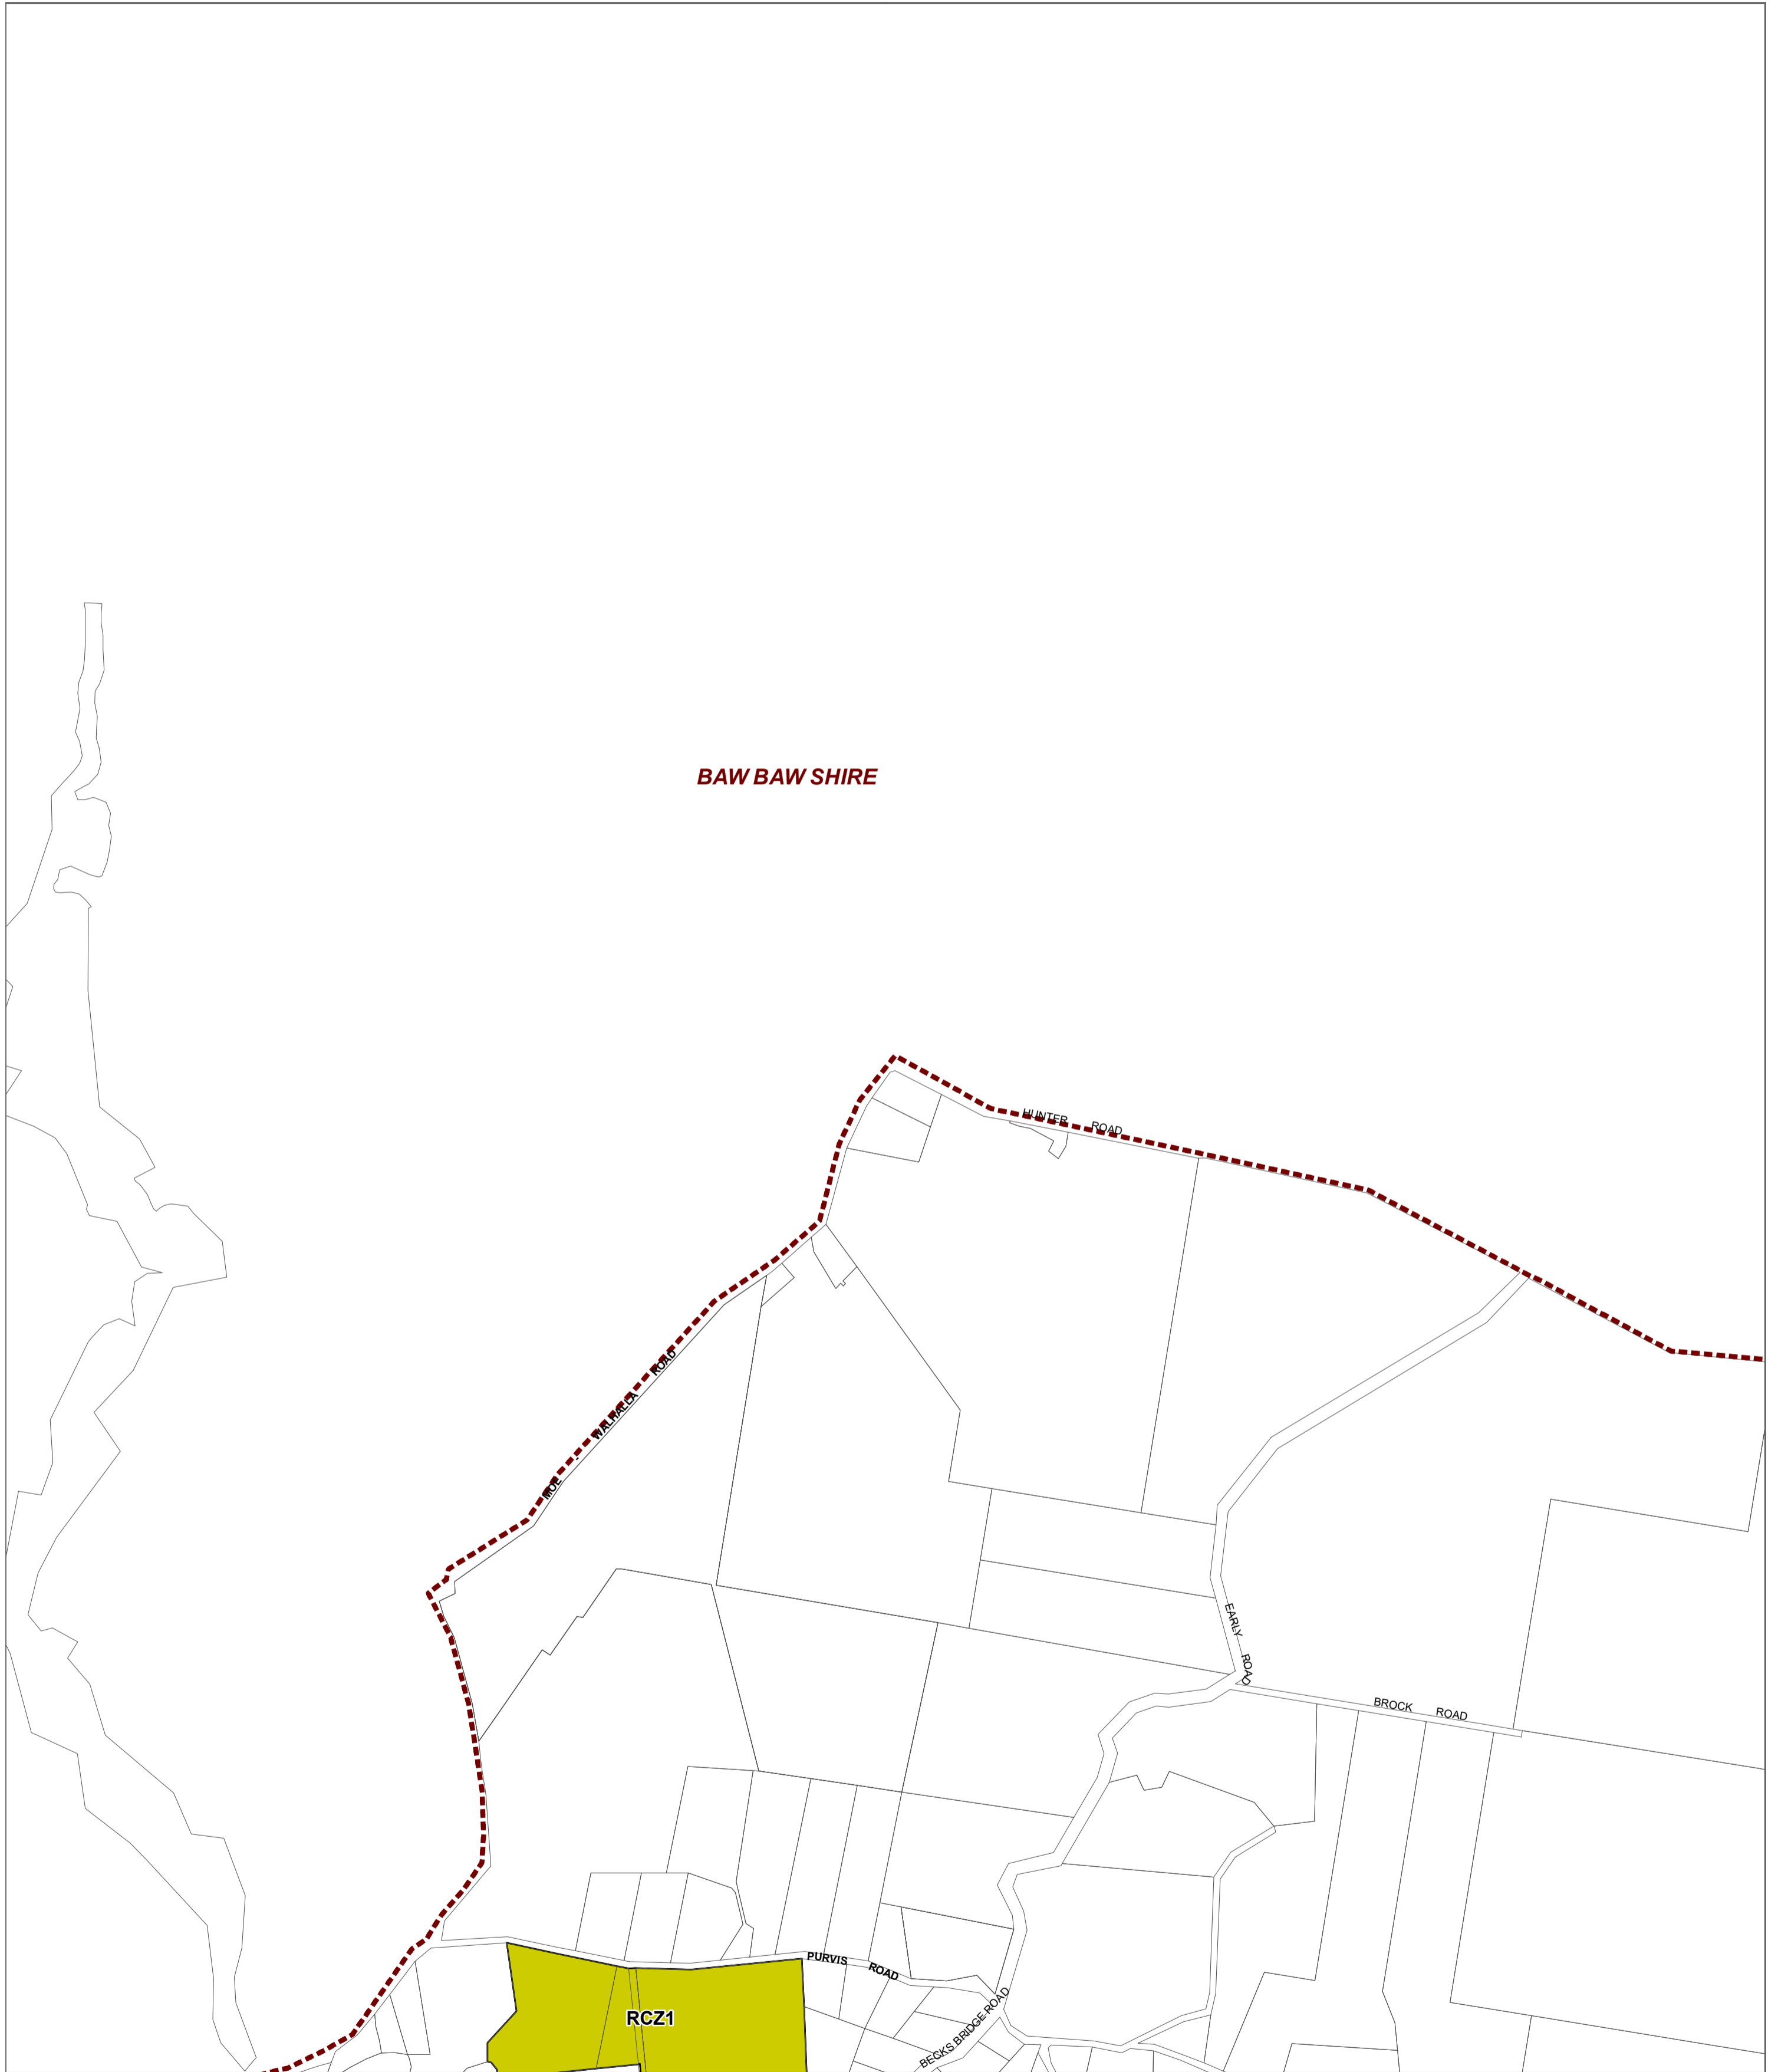 BAW BAW SHIRE
HUNTER ROAD
MOE - WALHALLA ROAD
EARLY ROAD
BROCK ROAD
PURVIS ROAD
BECKS BRIDGE ROAD
RCZ1